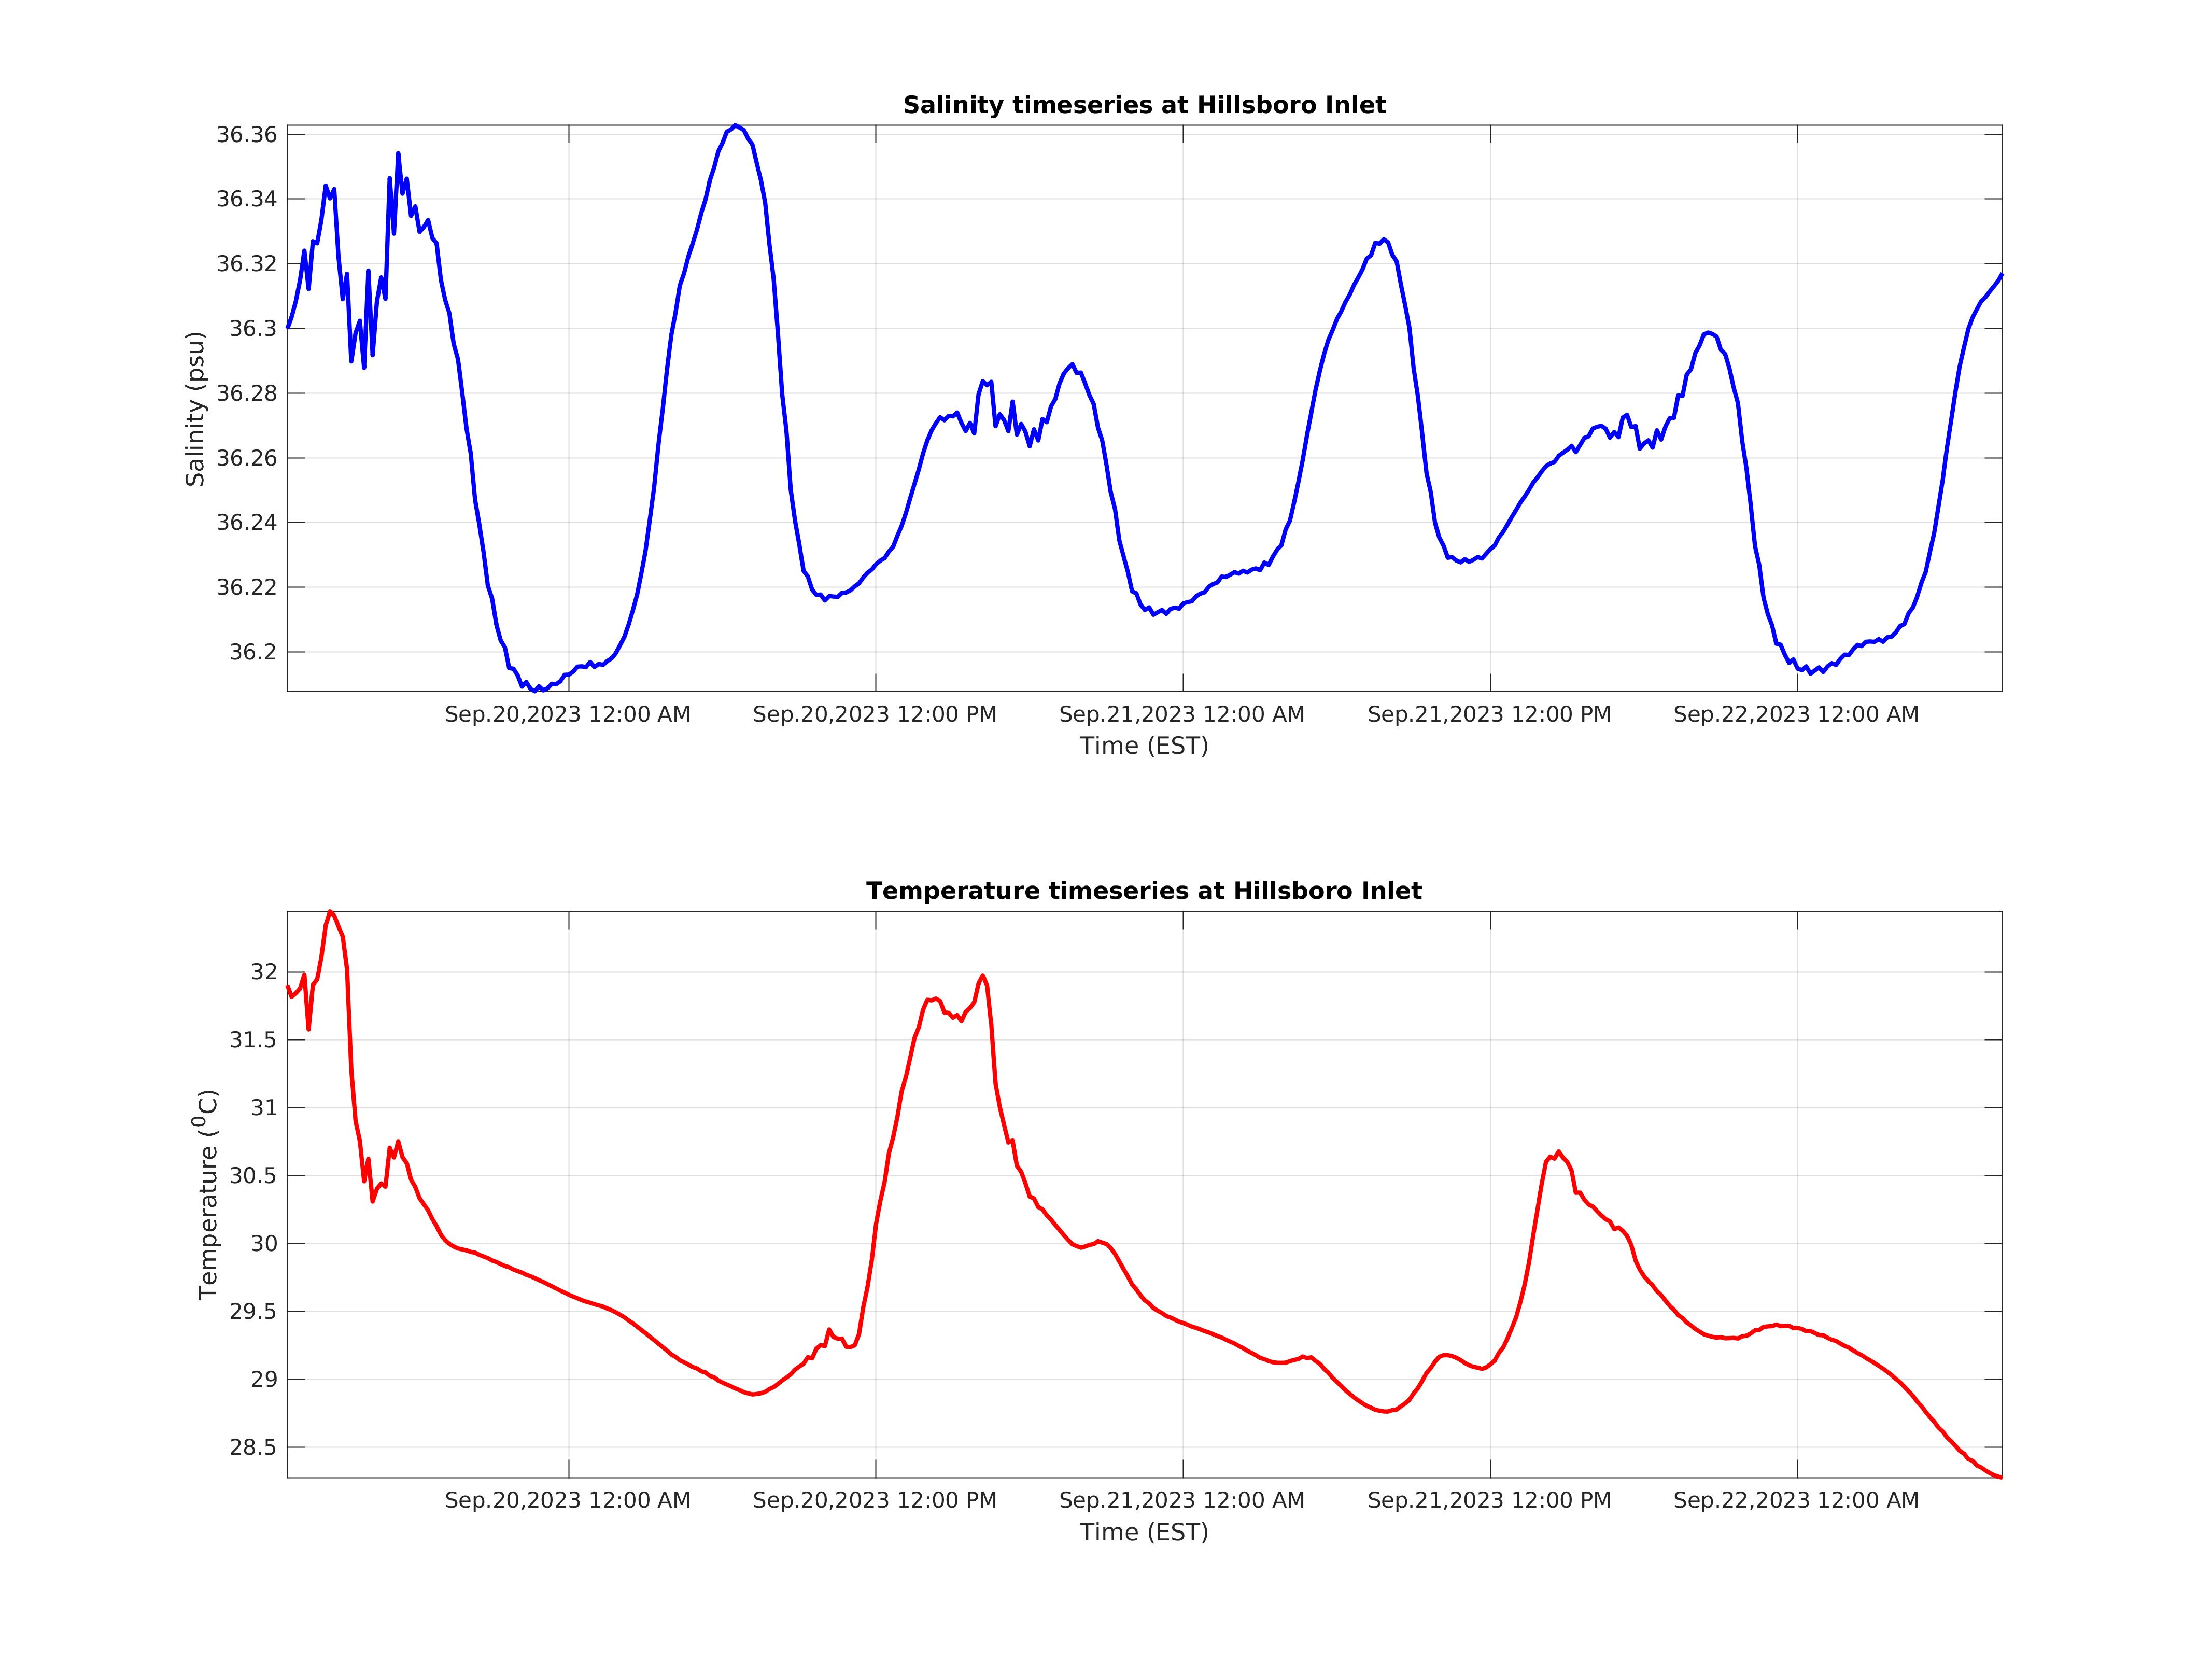 Salinity timeseries at Hillsboro Inlet
36.36
36.34
36.32
36.3
36.28
36.26
36.24
36.22
36.2
Salinity (psu)
Sep.20,2023 12:00 AM Sep.20,2023 12:00 PM Sep.21,2023 12:00 AM Sep.21,2023 12:00 PM Sep.22,2023 12:00 AM
Time (EST)
Temperature timeseries at Hillsboro Inlet
32
31.5
31
30.5
30
29.5
29
28.5
Temperature (⁰C)
Sep.20,2023 12:00 AM Sep.20,2023 12:00 PM Sep.21,2023 12:00 AM Sep.21,2023 12:00 PM Sep.22,2023 12:00 AM
Time (EST)